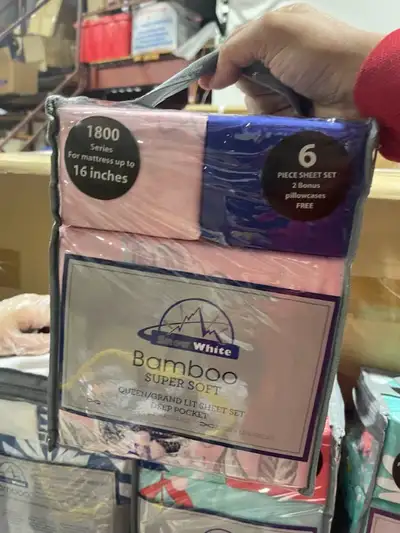 1800
Series
For mattress up to
16 inches
6
PIECE SHEET SET
2 Bonus
pillowcases
FREE
Snow White
Bamboo
SUPER SOFT
QUEEN/GRAND LIT SHEET SET
DEEP POCKET